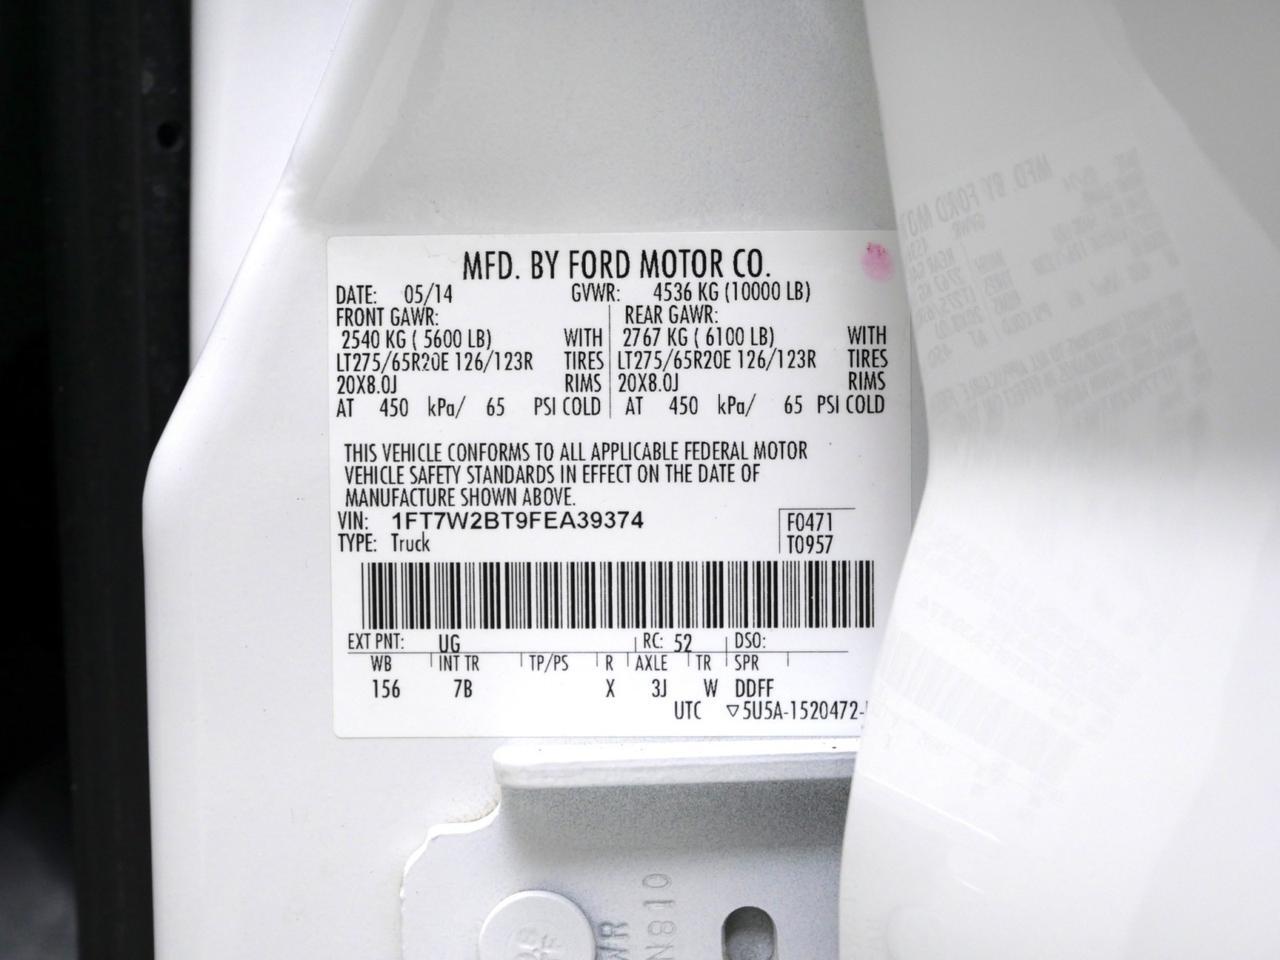 MFD. BY FORD MOTOR CO.
DATE: 05/14 GVWR: 4536 KG (10000 LB)
FRONT GAWR: REAR GAWR:
2540 KG ( 5600 LB) WITH 2767 KG ( 6100 LB) WITH
LT275/65R20E 126/123R TIRES LT275/65R20E 126/123R TIRES
20X8.0J RIMS 20X8.0J RIMS
AT 450 kPa/ 65 PSI COLD AT 450 kPa/ 65 PSI COLD
THIS VEHICLE CONFORMS TO ALL APPLICABLE FEDERAL MOTOR
VEHICLE SAFETY STANDARDS IN EFFECT ON THE DATE OF
MANUFACTURE SHOWN ABOVE.
VIN: 1FT7W2BT9FEA39374 F0471
TYPE: Truck T0957
EXT PNT: UG RC: 52 DSO:
WB INT TR TP/PS R AXLE TR SPR
156 7B X 3J W DDFF
UTC ▽5U5A-1520472-
WR
N810